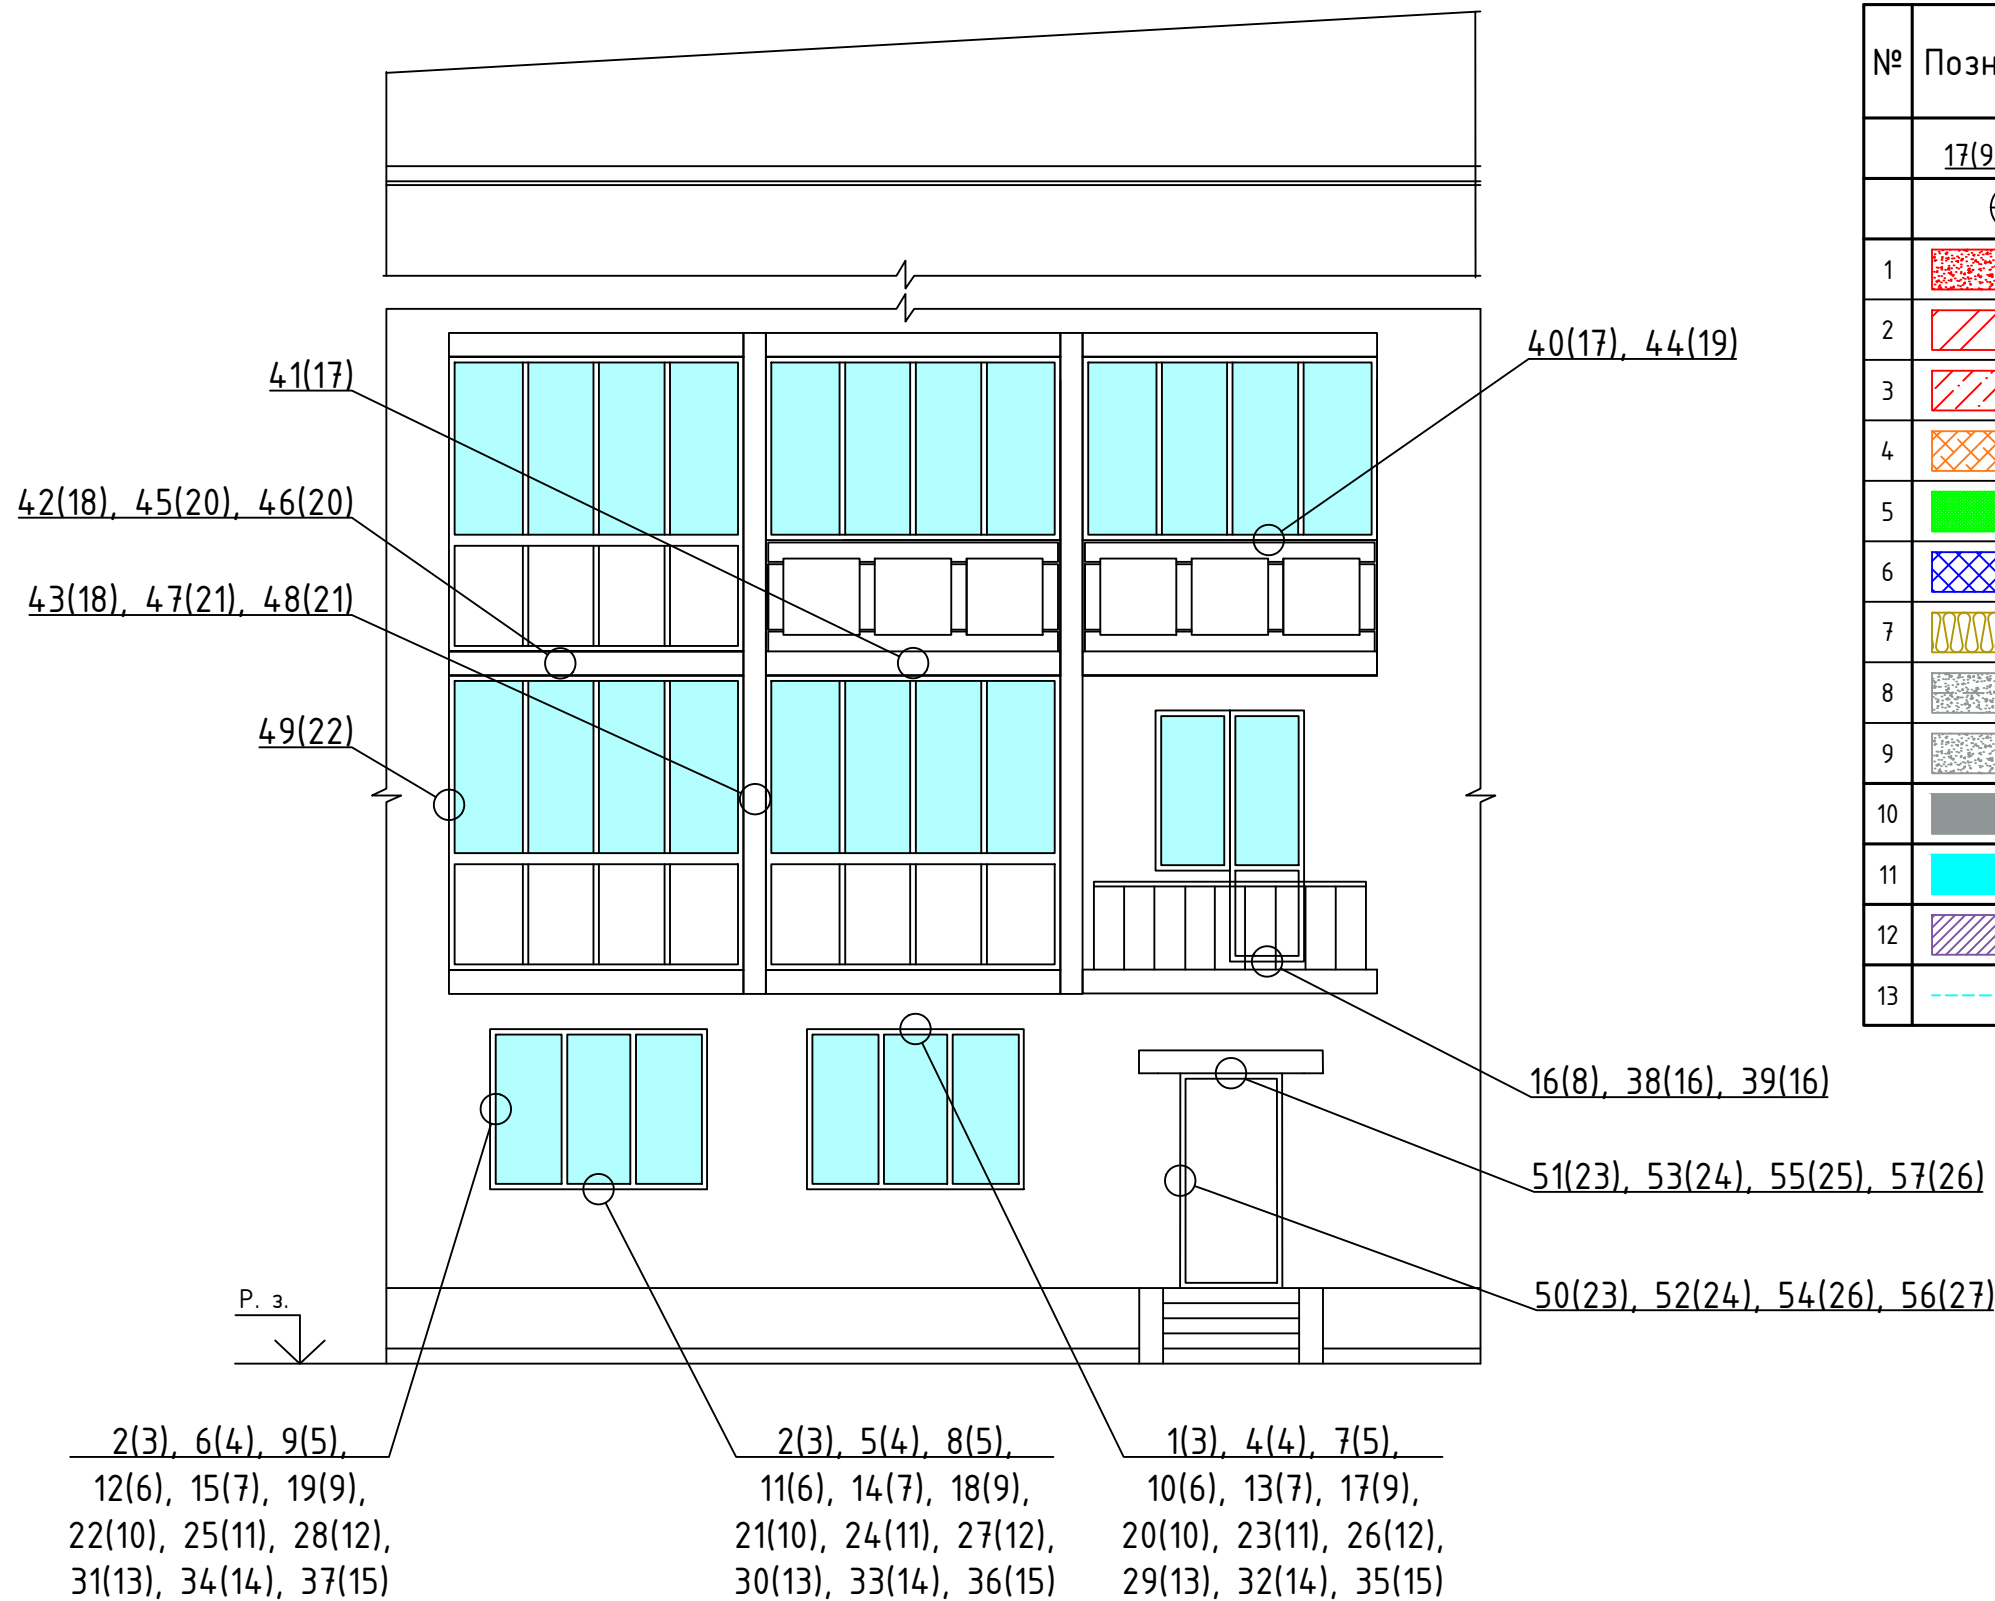 № Позн
17(9
1
2
40(17), 44(19)
41(17)
3
4
42(18), 45(20), 46(20)
5
6
43(18), 47(21), 48(21)
7
8
49(22)
9
10
11
12
13
16(8), 38(16), 39(16)
51(23), 53(24), 55(25), 57(26)
50(23), 52(24), 54(26), 56(27)
Р. з.
2(3), 6(4), 9(5),
12(6), 15(7), 19(9),
22(10), 25(11), 28(12),
31(13), 34(14), 37(15)
2(3), 5(4), 8(5),
11(6), 14(7), 18(9),
21(10), 24(11), 27(12),
30(13), 33(14), 36(15)
1(3), 4(4), 7(5),
10(6), 13(7), 17(9),
20(10), 23(11), 26(12),
29(13), 32(14), 35(15)